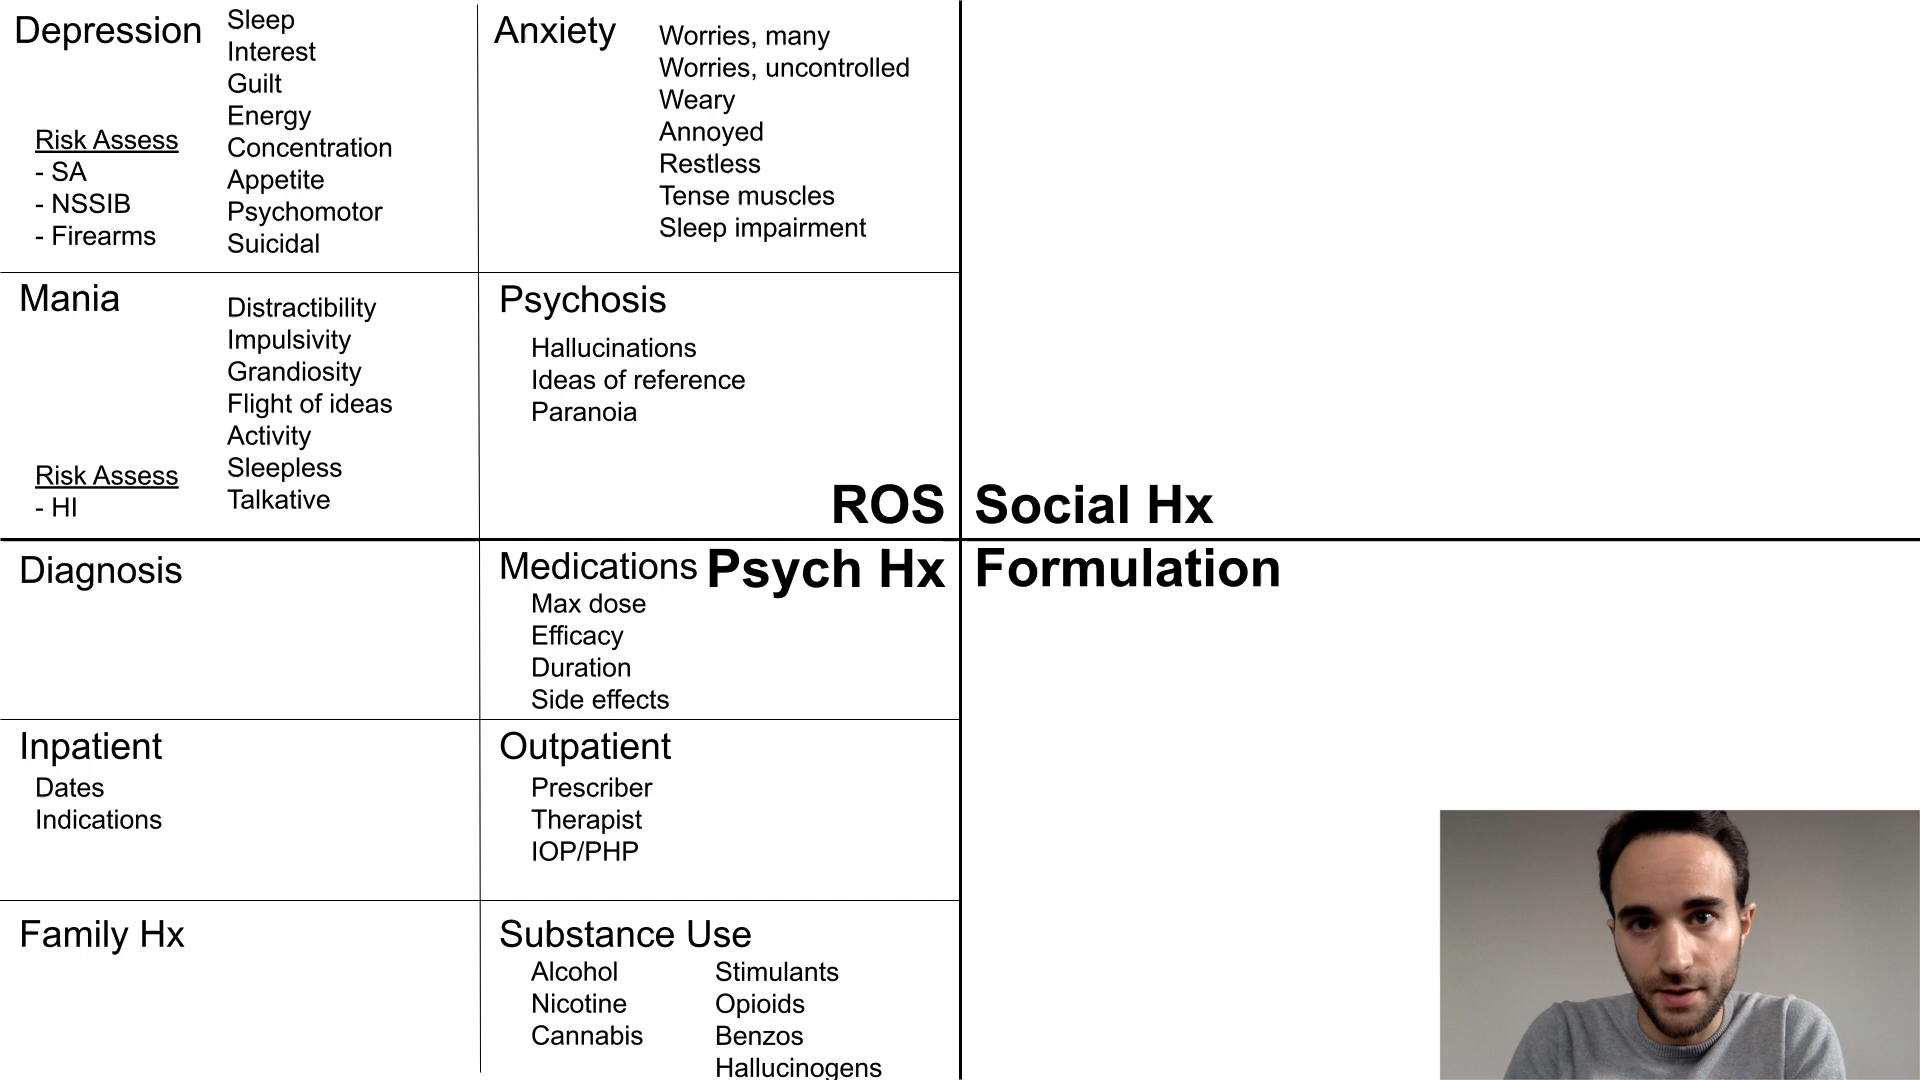 Depression
Sleep
Interest
Guilt
Energy
Concentration
Appetite
Psychomotor
Suicidal
Risk Assess
- SA
- NSSIB
- Firearms
Anxiety
Worries, many
Worries, uncontrolled
Weary
Annoyed
Restless
Tense muscles
Sleep impairment
Mania
Distractibility
Impulsivity
Grandiosity
Flight of ideas
Activity
Sleepless
Talkative
Risk Assess
- HI
Psychosis
Hallucinations
Ideas of reference
Paranoia
ROS
Social Hx
Diagnosis
Medications
Max dose
Efficacy
Duration
Side effects
Psych Hx
Formulation
Inpatient
Dates
Indications
Outpatient
Prescriber
Therapist
IOP/PHP
Family Hx
Substance Use
Alcohol
Nicotine
Cannabis
Stimulants
Opioids
Benzos
Hallucinogens